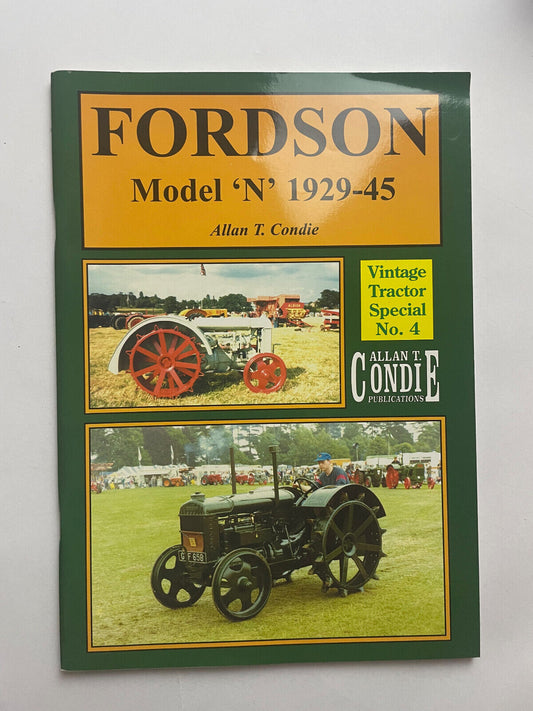 FORDSON
Model ‘N’ 1929-45
Allan T. Condie
Vintage
Tractor
Special
No. 4
ALLAN T.
CONDIE
PUBLICATIONS